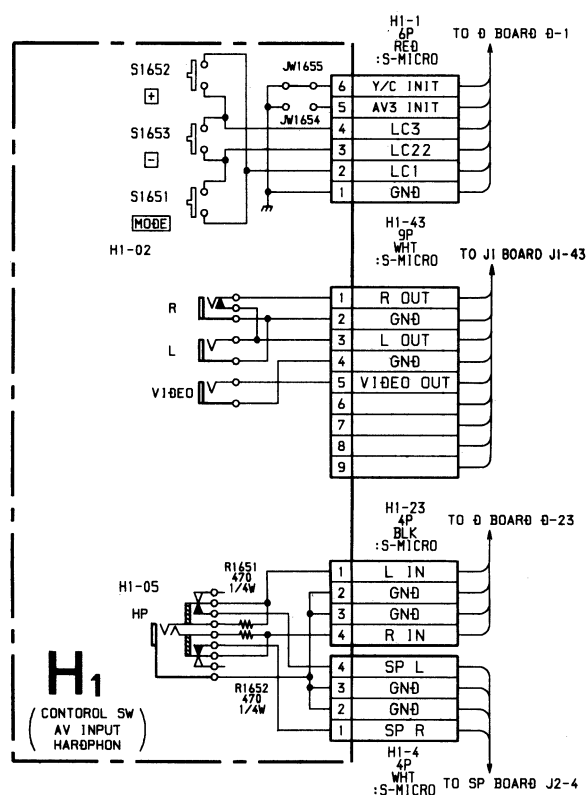 H1-1
6P
RED
:S-MICRO
TO D BOARD D-1
S1652
+
S1653
−
S1651
MODE
H1-02
JW1655
JW1654
6 Y/C INIT
5 AV3 INIT
4 LC3
3 LC22
2 LC1
1 GND
H1-43
9P
WHT
:S-MICRO
TO J1 BOARD J1-43
R
L
VIDEO
1 R OUT
2 GND
3 L OUT
4 GND
5 VIDEO OUT
6
7
8
9
H1-23
4P
BLK
:S-MICRO
TO D BOARD D-23
H1-05
HP
R1651
470
1/4W
R1652
470
1/4W
1 L IN
2 GND
3 GND
4 R IN
4 SP L
3 GND
2 GND
1 SP R
H1-4
4P
WHT
:S-MICRO
TO SP BOARD J2-4
H1
(CONTOROL SW
AV INPUT
HARDPHON)